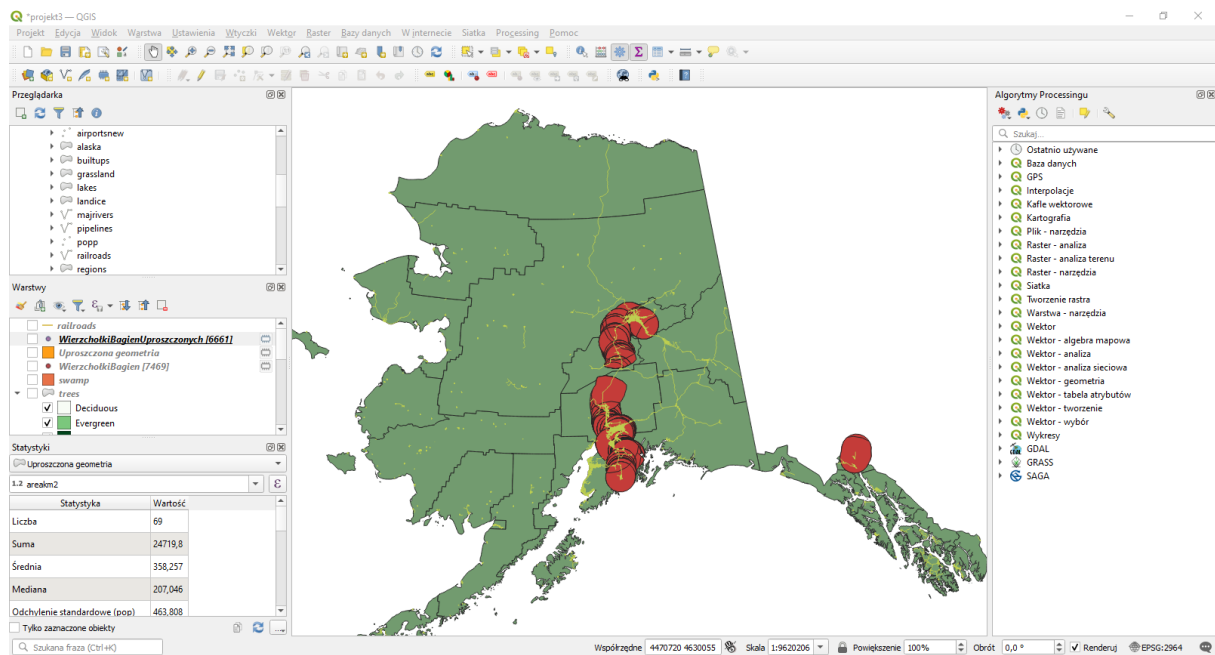 *projekt3 — QGIS
Projekt Edycja Widok Warstwa Ustawienia Wtyczki Wektor Raster Bazy danych W internecie Siatka Processing Pomoc
Przeglądarka
airportsnew
alaska
builtups
grassland
lakes
landice
majrivers
pipelines
popp
railroads
regions
Warstwy
railroads
WierzchołkiBagienUproszczonych [6661]
Uproszczona geometria
WierzchołkiBagien [7469]
swamp
trees
Deciduous
Evergreen
Statystyki
Uproszczona geometria
1.2 areakm2
Statystyka Wartość
Liczba 69
Suma 24719,8
Średnia 358,257
Mediana 207,046
Odchylenie standardowe (pop) 463,808
Tylko zaznaczone obiekty
Algorytmy Processingu
Szukaj...
Ostatnio używane
Baza danych
GPS
Interpolacje
Kafle wektorowe
Kartografia
Plik - narzędzia
Raster - analiza
Raster - analiza terenu
Raster - narzędzia
Siatka
Tworzenie rastra
Warstwa - narzędzia
Wektor
Wektor - algebra mapowa
Wektor - analiza
Wektor - analiza sieciowa
Wektor - geometria
Wektor - tabela atrybutów
Wektor - tworzenie
Wektor - wybór
Wykresy
GDAL
GRASS
SAGA
Szukana fraza (Ctrl+K) Współrzędne 4470720 4630055 Skala 1:9620206 Powiększenie 100% Obrót 0,0 ° Renderuj EPSG:2964